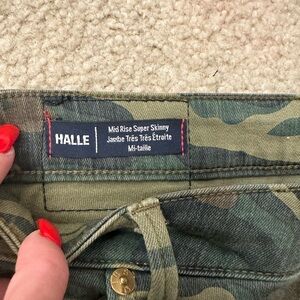 HALLE
Mid Rise Super Skinny
Jambe Très Très Étroite
Mi-taille